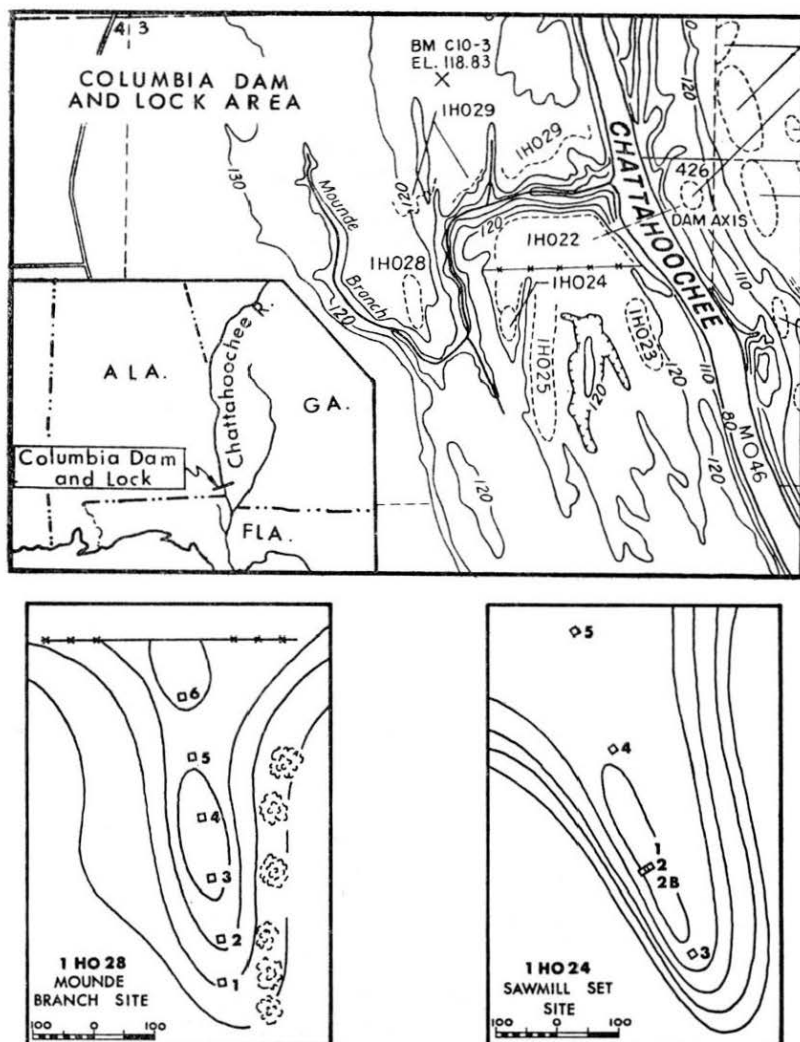 4 3
COLUMBIA DAM
AND LOCK AREA
BM C10-3
EL. 118.83
1HO29
1HO29
130
120
120
Mounde
Branch
1HO28
120
120
1HO22
1HO24
1HO25
1HO23
120
120
120
CHATTAHOOCHEE
426
DAM AXIS
110
110
80
MO46
120
ALA.
GA.
FLA.
Chattahoochee R.
Columbia Dam
and Lock
6
5
4
3
2
1
1 HO 28
MOUNDE
BRANCH SITE
100 0 100
5
4
1
2
2B
3
1 HO 24
SAWMILL SET
SITE
100 0 100